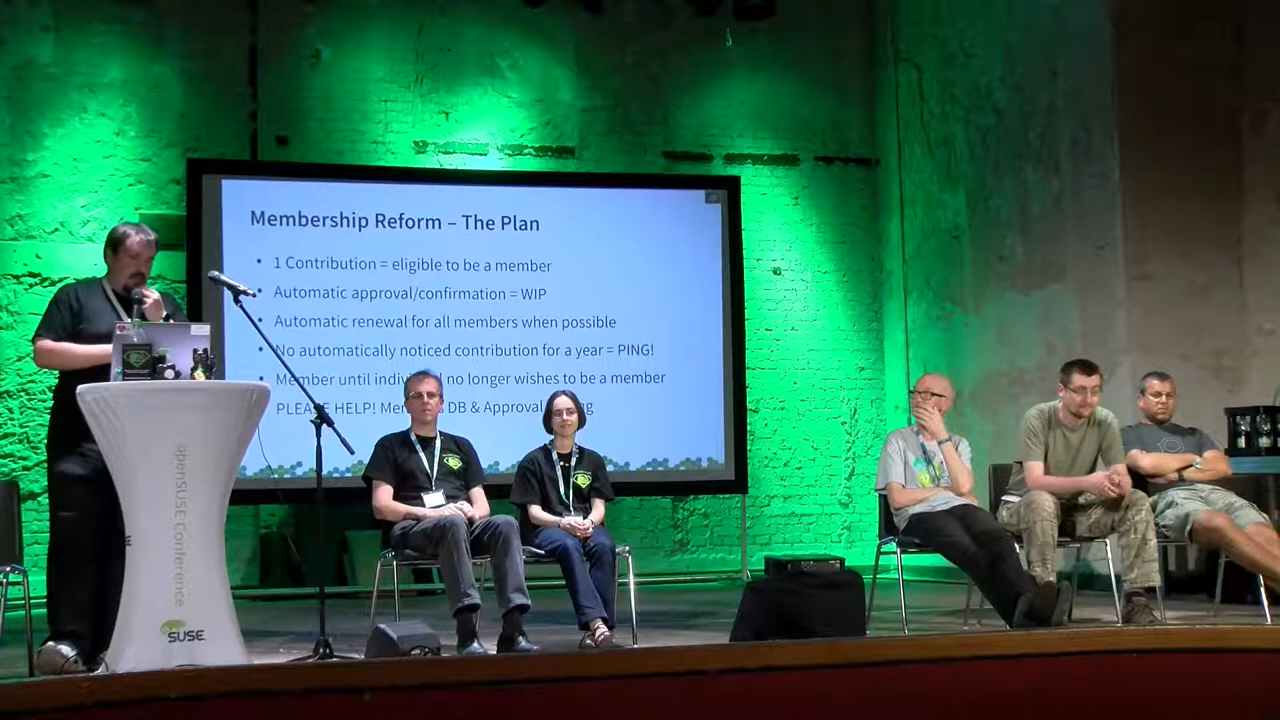 Membership Reform – The Plan
• 1 Contribution = eligible to be a member
• Automatic approval/confirmation = WIP
• Automatic renewal for all members when possible
• No automatically noticed contribution for a year = PING!
• Member until no longer wishes to be a member
PLEASE HELP! DB & Approval
openSUSE Conference
SUSE